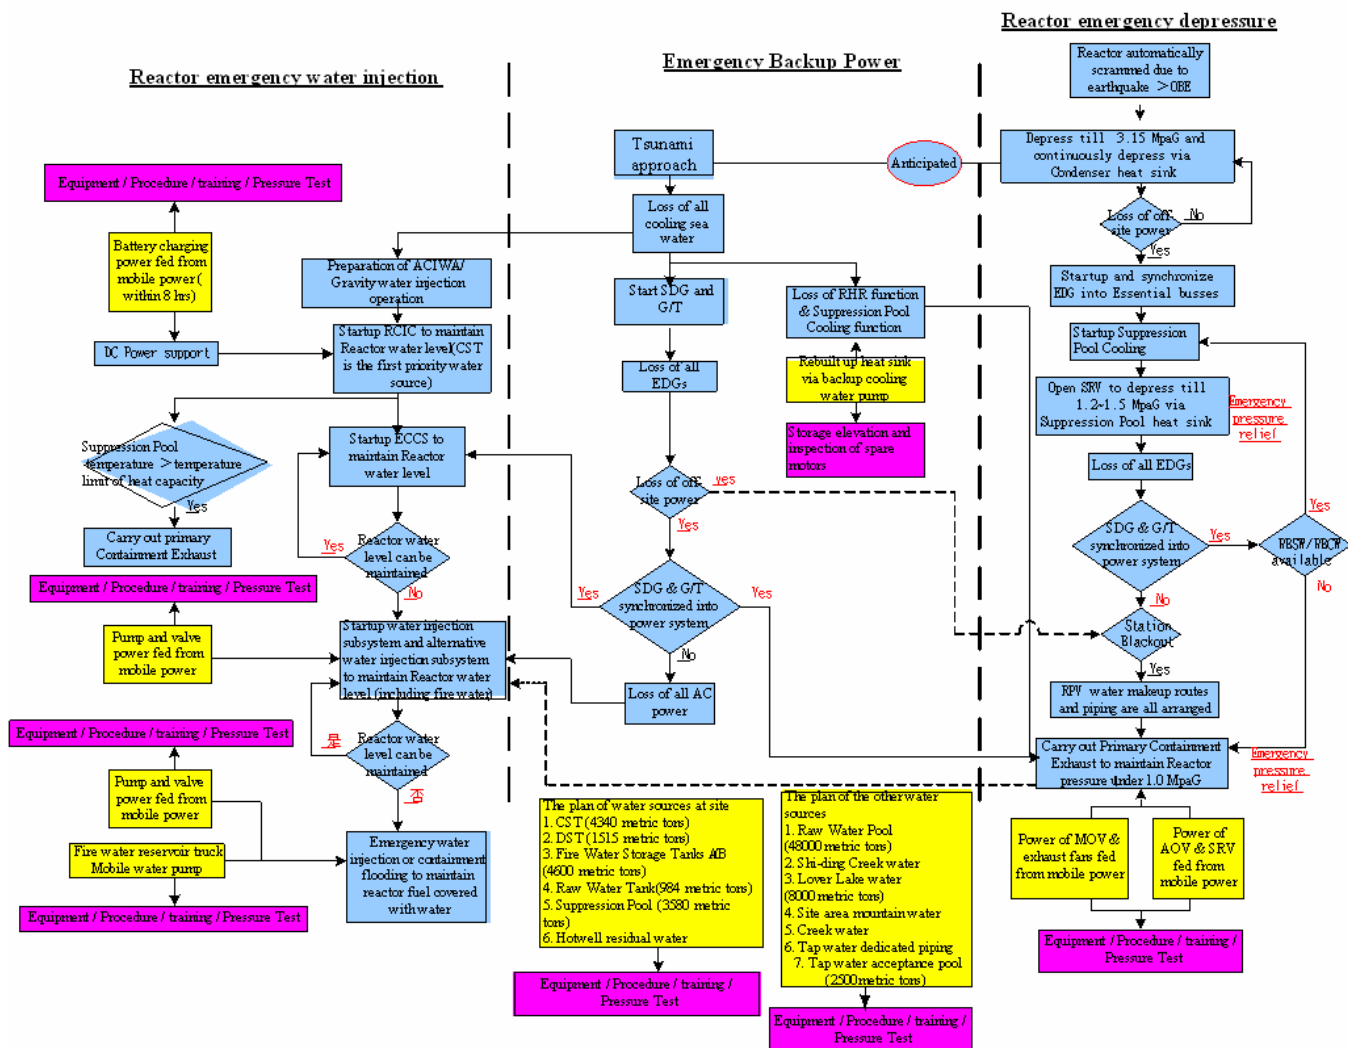 Reactor emergency water injection
Equipment / Procedure / training / Pressure Test
Battery charging
power fed from
mobile power (
within 8 hrs)
DC Power support
Preparation of ACIWA/
Gravity water injection
operation
Startup RCIC to maintain
Reactor water level(CST
is the first priority water
source)
Suppression Pool
temperature > temperature
limit of heat capacity
Yes
Carry out primary
Containment Exhaust
Startup ECCS to
maintain Reactor
water level
Reactor water
level can be
maintained
Yes
No
Equipment / Procedure / training / Pressure Test
Pump and valve
power fed from
mobile power
Startup water injection
subsystem and alternative
water injection subsystem
to maintain Reactor water
level (including fire water)
Reactor water
level can be
maintained
是
否
Equipment / Procedure / training / Pressure Test
Pump and valve
power fed from
mobile power
Fire water reservoir truck
Mobile water pump
Equipment / Procedure / training / Pressure Test
Emergency water
injection or containment
flooding to maintain
reactor fuel covered
with water
Emergency Backup Power
Tsunami
approach
Anticipated
Loss of all
cooling sea
water
Start SDG and
G/T
Loss of RHR function
& Suppression Pool
Cooling function
Rebuilt up heat sink
via backup cooling
water pump
Storage elevation and
inspection of spare
motors
Loss of all
EDGs
Loss of off-
site power
yes
Yes
SDG & G/T
synchronized into
power system
Yes
Yes
No
Loss of all AC
power
The plan of water sources at site
1. CST (4340 metric tons)
2. DST (1515 metric tons)
3. Fire Water Storage Tanks A/B
(4600 metric tons)
4. Raw Water Tank(984 metric tons)
5. Suppression Pool (3580 metric
tons)
6. Hotwell residual water
Equipment / Procedure / training /
Pressure Test
The plan of the other water
sources
1. Raw Water Pool
(48000 metric tons)
2. Shi-ding Creek water
3. Lover Lake water
(8000 metric tons)
4. Site area mountain water
5. Creek water
6. Tap water dedicated piping
7. Tap water acceptance pool
(2500metric tons)
Equipment / Procedure / training /
Pressure Test
Reactor emergency depressure
Reactor automatically
scrammed due to
earthquake >OBE
Depress till 3.15 MpaG and
continuously depress via
Condenser heat sink
Loss of off-
site power
No
Yes
Startup and synchronize
EDG into Essential busses
Startup Suppression
Pool Cooling
Open SRV to depress till
1.2~1.5 MpaG via
Suppression Pool heat sink
Emergency
pressure
relief
Loss of all EDGs
SDG & G/T
synchronized into
power system
Yes
Yes
RBSW/RBCW
available
No
No
Station
Blackout
Yes
RPV water makeup routes
and piping are all arranged
Carry out Primary Containment
Exhaust to maintain Reactor
pressure under 1.0 MpaG
Emergency
pressure
relief
Power of MOV &
exhaust fans fed
from mobile power
Power of
AOV & SRV
fed from
mobile power
Equipment / Procedure / training /
Pressure Test